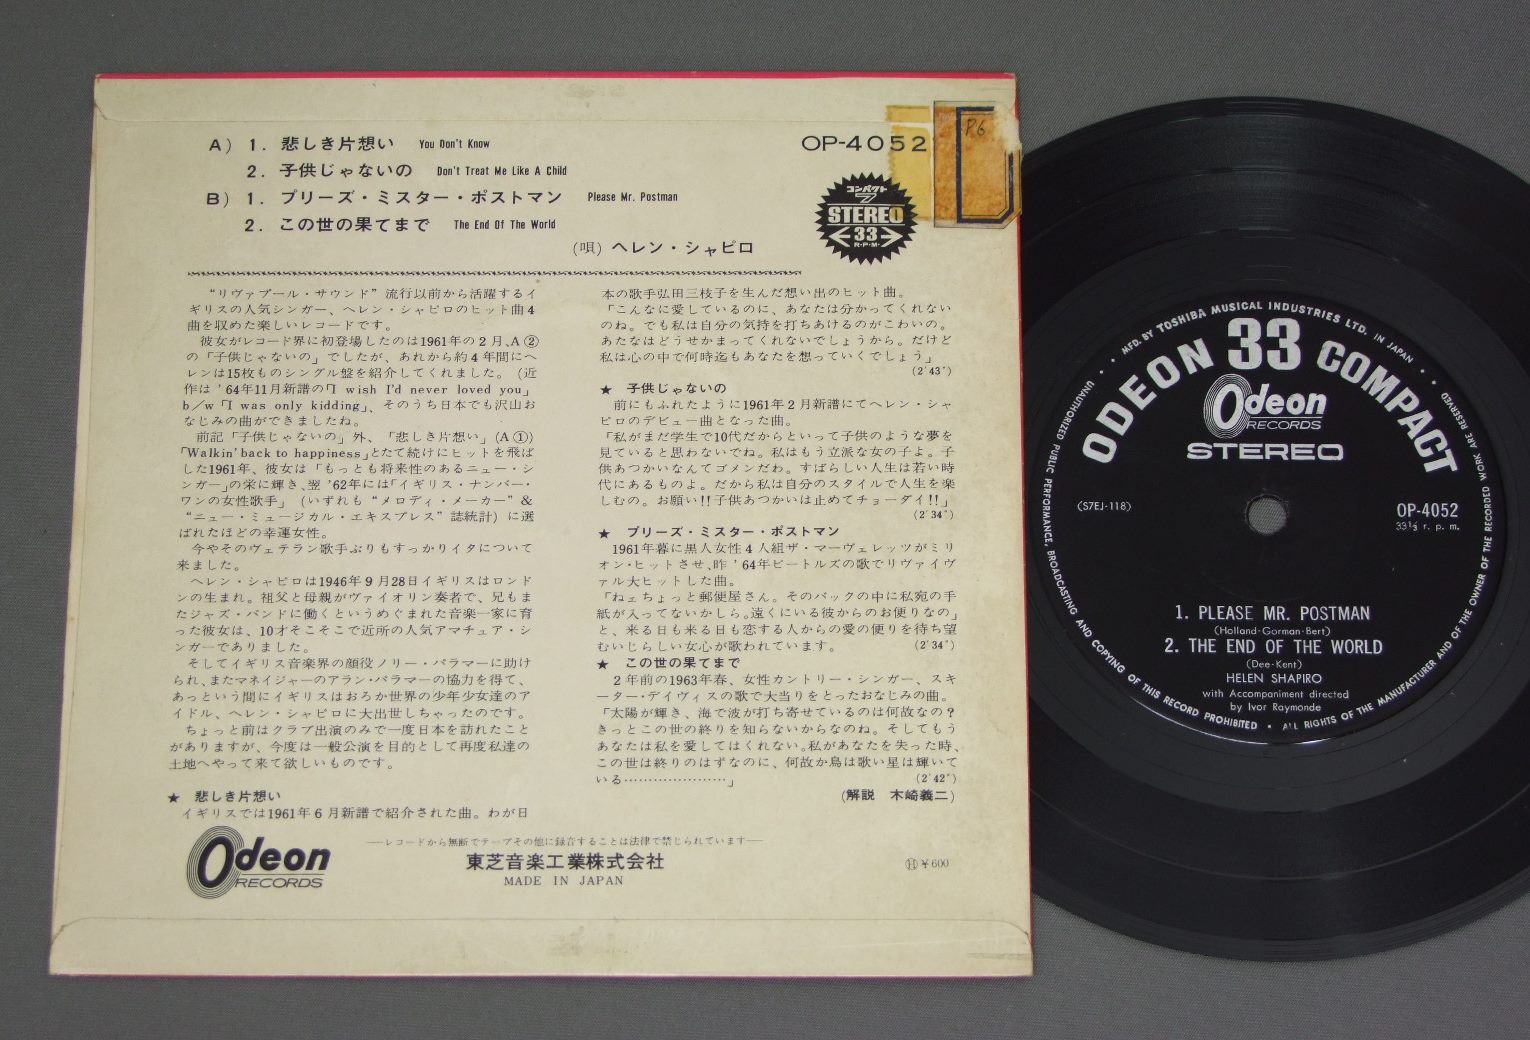 A) 1. 悲しき片想い You Don't Know
2. 子供じゃないの Don't Treat Me Like A Child
B) 1. プリーズ・ミスター・ポストマン Please Mr. Postman
2. この世の果てまで The End Of The World
(唄) ヘレン・シャピロ
OP-4052
P6
コンパクト
7
STEREO
33
R・P・M・
“リヴァプール・サウンド”流行以前から活躍するイ
ギリスの人気シンガー、ヘレン・シャピロのヒット曲4
曲を収めた楽しいレコードです。
彼女がレコード界に初登場したのは1961年の2月、A②
の「子供じゃないの」でしたが、あれから約4年間にヘ
レンは15枚ものシングル盤を紹介してくれました。(近
作は'64年11月新譜の「I wish I'd never loved you」
b/w「I was only kidding」、そのうち日本でも沢山お
なじみの曲ができましたね。
前記「子供じゃないの」外、「悲しき片想い」(A①)
「Walkin' back to happiness」とたて続けにヒットを飛ば
した1961年、彼女は「もっとも将来性のあるニュー・シ
ンガー」の栄に輝き、翌'62年には「イギリス・ナンバー・
ワンの女性歌手」(いずれも“メロディ・メーカー”&
“ニュー・ミュージカル・エキスプレス”誌統計)に選
ばれたほどの幸運女性。
今やそのヴェテラン歌手ぶりもすっかりイタについて
来ました。
ヘレン・シャピロは1946年9月28日イギリスはロンド
ンの生まれ。祖父と母親がヴァイオリン奏者で、兄もま
たジャズ・バンドに働くというめぐまれた音楽一家に育
った彼女は、10才そこそこで近所の人気アマチュア・シ
ンガーでありました。
そしてイギリス音楽界の顔役ノリー・パラマーに助け
られ、またマネイジャーのアラン・パラマーの協力を得て、
あっという間にイギリスはおろか世界の少年少女達のア
イドル、ヘレン・シャピロに大出世しちゃったのです。
ちょっと前はクラブ出演のみで一度日本を訪れたこと
がありますが、今度は一般公演を目的として再度私達の
土地へやって来て欲しいものです。
★ 悲しき片想い
イギリスでは1961年6月新譜で紹介された曲。わが日
本の歌手弘田三枝子を生んだ想い出のヒット曲。
「こんなに愛しているのに、あなたは分かってくれない
のね。でも私は自分の気持を打ちあけるのがこわいの。
あたなはどうせかまってくれないでしょうから。だけど
私は心の中で何時迄もあなたを想っていくでしょう」
(2'43")
★ 子供じゃないの
前にもふれたように1961年2月新譜にてヘレン・シャ
ピロのデビュー曲となった曲。
「私がまだ学生で10代だからといって子供のような夢を
見ていると思わないでね。私はもう立派な女の子よ。子
供あつかいなんてゴメンだわ。すばらしい人生は若い時
代にあるものよ。だから私は自分のスタイルで人生を楽
しむの。お願い!!子供あつかいは止めてチョーダイ!!」
(2'34")
★ プリーズ・ミスター・ポストマン
1961年暮に黒人女性4人組ザ・マーヴェレッツがミリ
オン・ヒットさせ、昨'64年ビートルズの歌でリヴァイヴ
ァル大ヒットした曲。
「ねェちょっと郵便屋さん。そのバックの中に私宛の手
紙が入ってないかしら。遠くにいる彼からのお便りなの」
と、来る日も来る日も恋する人からの愛の便りを待ち望
むいじらしい女心が歌われています。 (2'34")
★ この世の果てまで
2年前の1963年春、女性カントリー・シンガー、スキ
ーター・デイヴィスの歌で大当りをとったおなじみの曲。
「太陽が輝き、海で波が打ち寄せているのは何故なの?
きっとこの世の終りを知らないからなのね。そしてもう
あなたは私を愛してはくれない。私があなたを失った時、
この世は終りのはずなのに、何故か鳥は歌い星は輝いて
いる……………………」 (2'42")
(解説 木崎義二)
Odeon
RECORDS
──レコードから無断でテープその他に録音することは法律で禁じられています──
東芝音楽工業株式会社
MADE IN JAPAN
Ⓗ¥600
• MFD. BY TOSHIBA MUSICAL INDUSTRIES LTD. IN JAPAN •
ODEON 33 COMPACT
Odeon
RECORDS
STEREO
(S7EJ-118)
OP-4052
33⅓ r. p. m.
1. PLEASE MR. POSTMAN
(Holland-Gorman-Bert)
2. THE END OF THE WORLD
(Dee-Kent)
HELEN SHAPIRO
with Accompaniment directed
by Ivor Raymonde
UNAUTHORIZED PUBLIC PERFORMANCE, BROADCASTING AND COPYING OF THIS RECORD PROHIBITED • ALL RIGHTS OF THE MANUFACTURER AND OF THE OWNER OF THE RECORDED WORK ARE RESERVED